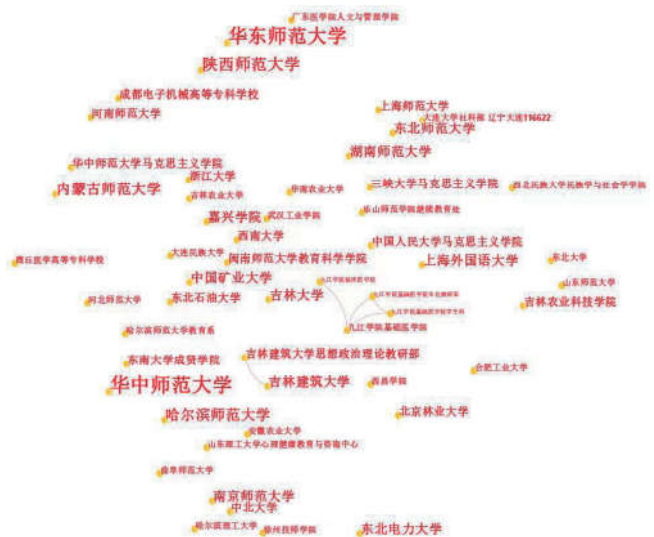 广东医学院人文与管理学院
华东师范大学
陕西师范大学
成都电子机械高等专科学校
河南师范大学
上海师范大学
大连大学社科部 辽宁大连116622
东北师范大学
湖南师范大学
华中师范大学马克思主义学院
浙江大学
内蒙古师范大学
吉林农业大学
华南农业大学
三峡大学马克思主义学院
西北民族大学民族学与社会学学院
嘉兴学院
武汉工业学院
乐山师范学院继续教育处
西南大学
中国人民大学马克思主义学院
大连民族大学
闽南师范大学教育科学学院
上海外国语大学
东北大学
商丘医学高等专科学校
中国矿业大学
山东师范大学
河北师范大学
东北石油大学
吉林大学
吉林农业科技学院
九江学院基础医学院
哈尔滨师范大学教育系
东南大学成贤学院
吉林建筑大学思想政治理论教研部
合肥工业大学
华中师范大学
吉林建筑大学
西昌学院
哈尔滨师范大学
北京林业大学
安徽农业大学
山东理工大学心理健康教育与咨询中心
曲阜师范大学
南京师范大学
中北大学
哈尔滨理工大学
徐州技师学院
东北电力大学